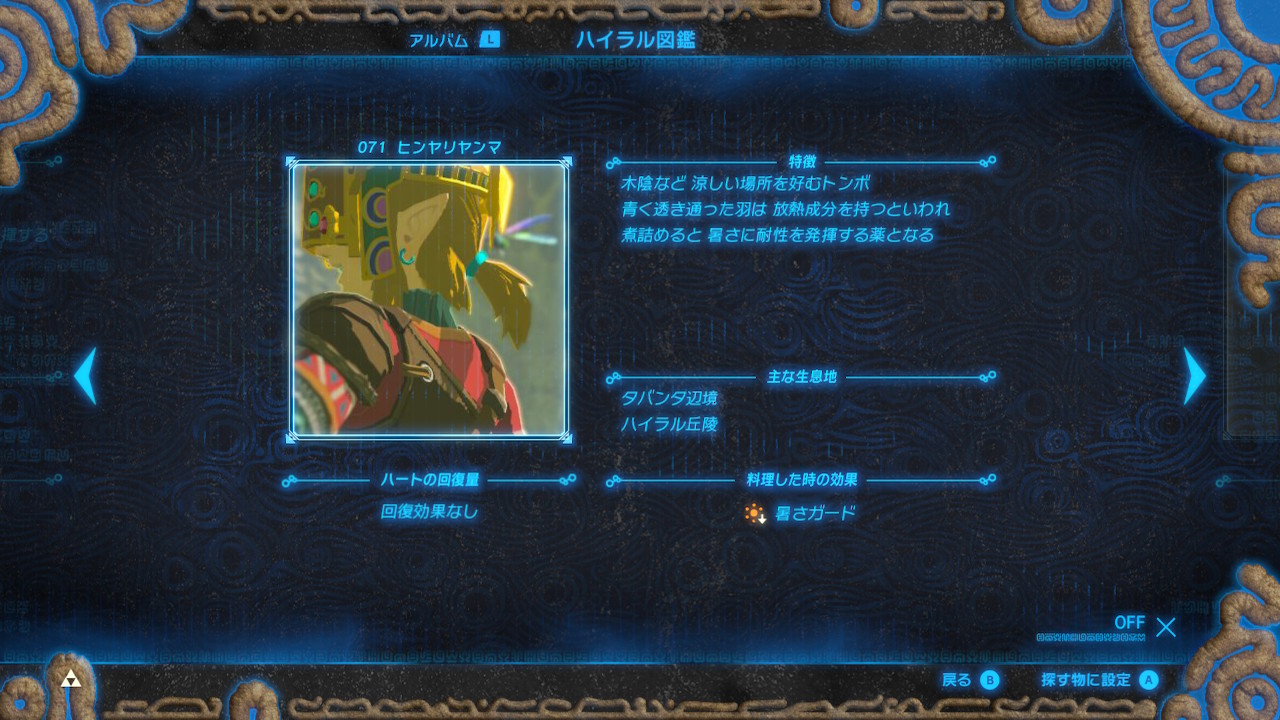 アルバム L
ハイラル図鑑
071 ヒンヤリヤンマ
特徴
木陰など 涼しい場所を好むトンボ
青く透き通った羽は 放熱成分を持つといわれ
煮詰めると 暑さに耐性を発揮する薬となる
主な生息地
タバンタ辺境
ハイラル丘陵
ハートの回復量
回復効果なし
料理した時の効果
暑さガード
OFF
戻る B
探す物に設定 A